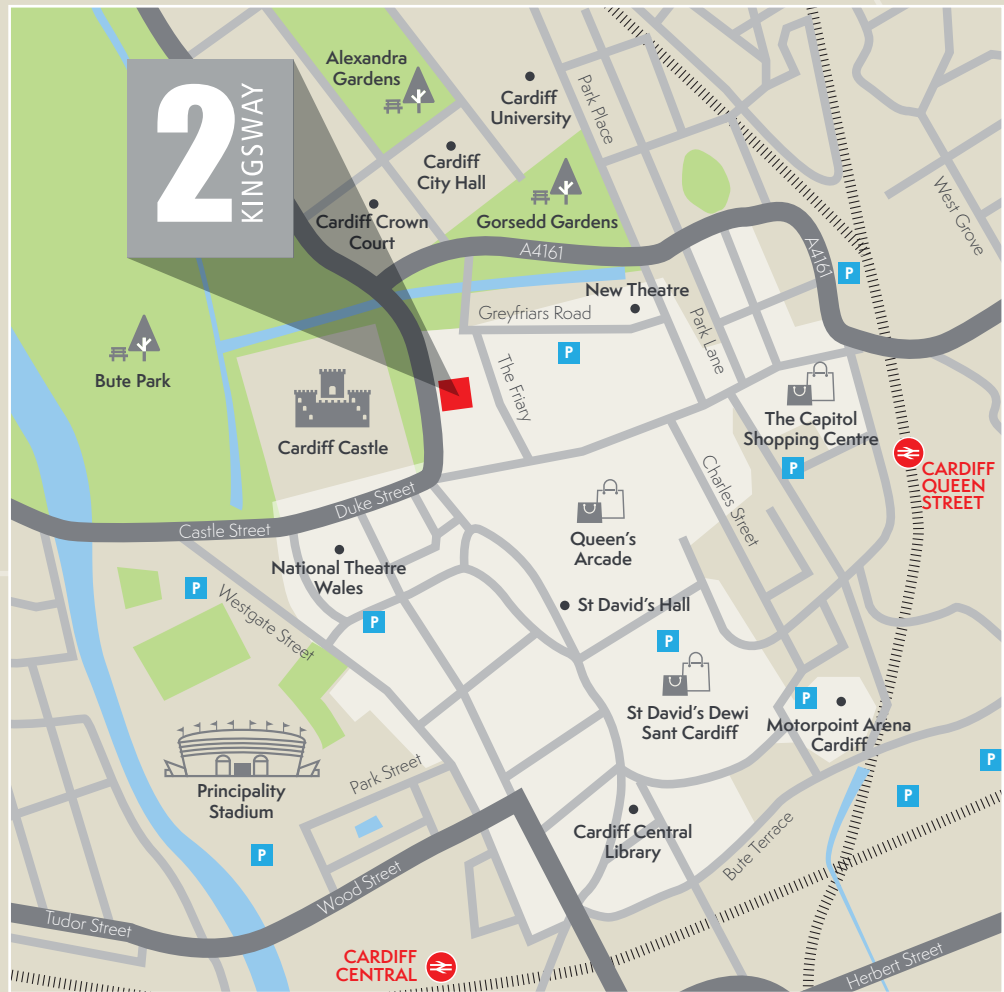 2
KINGSWAY
Alexandra
Gardens
Cardiff
University
Park Place
Cardiff
City Hall
West Grove
Cardiff Crown
Court
Gorsedd Gardens
A4161
A4161
P
New Theatre
Greyfriars Road
Park Lane
P
The Friary
Bute Park
Cardiff Castle
The Capitol
Shopping Centre
P
CARDIFF
QUEEN
STREET
Charles Street
Duke Street
Castle Street
Queen's
Arcade
National Theatre
Wales
P
Westgate Street
P
St David's Hall
P
St David's Dewi
Sant Cardiff
P
Motorpoint Arena
Cardiff
P
P
Park Street
Principality
Stadium
P
Cardiff Central
Library
Bute Terrace
Wood Street
Tudor Street
CARDIFF
CENTRAL
Herbert Street